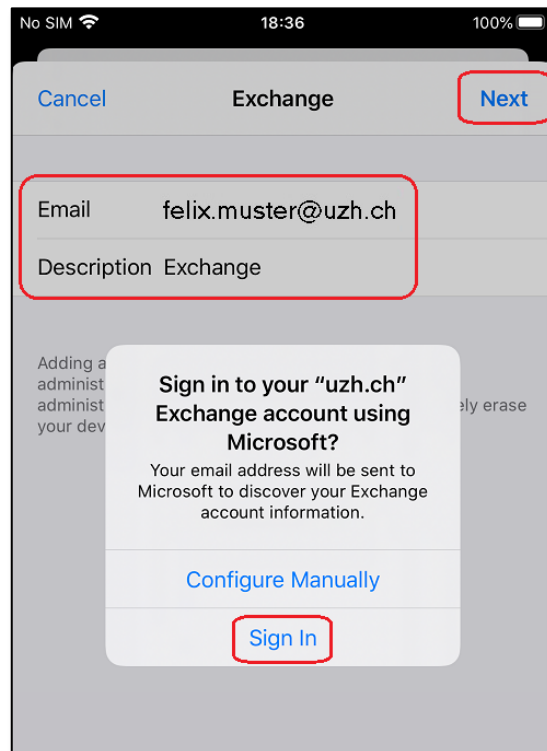 No SIM 18:36 100%
Cancel Exchange Next
Email felix.muster@uzh.ch
Description Exchange
Adding a
administ
administ ely erase
your dev
Sign in to your “uzh.ch”
Exchange account using
Microsoft?
Your email address will be sent to
Microsoft to discover your Exchange
account information.
Configure Manually
Sign In